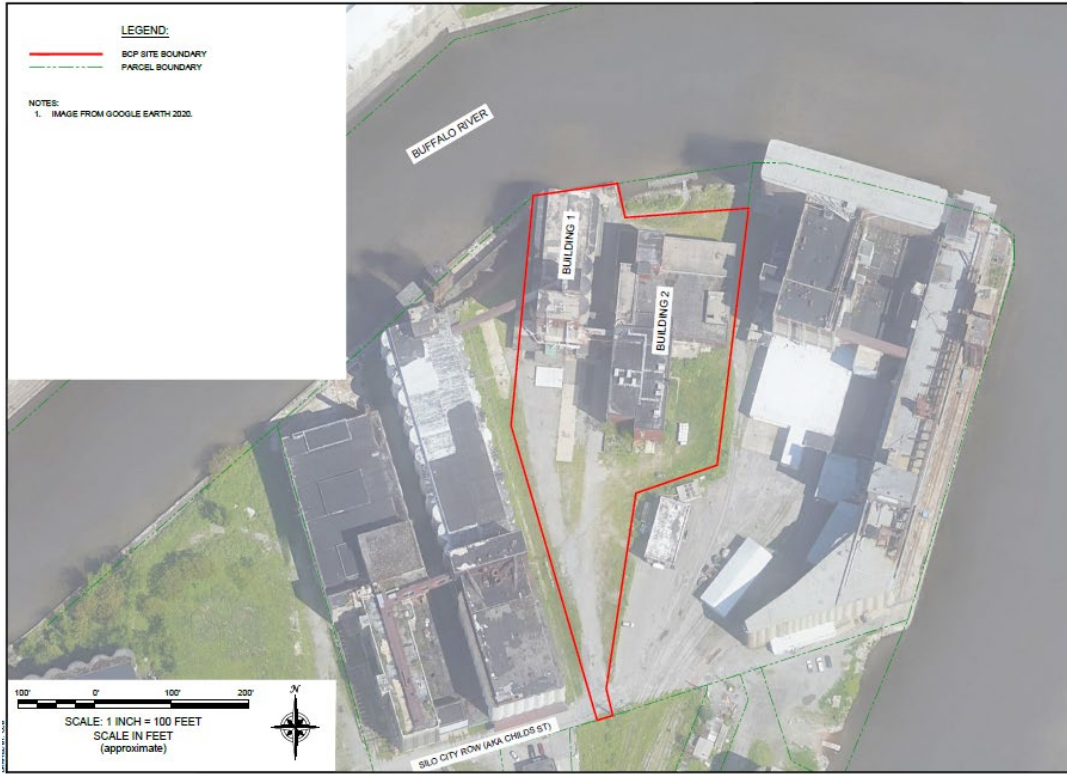 LEGEND:
BCP SITE BOUNDARY
PARCEL BOUNDARY
NOTES:
1. IMAGE FROM GOOGLE EARTH 2020.
BUFFALO RIVER
BUILDING 1
BUILDING 2
100' 0' 100' 200'
SCALE: 1 INCH = 100 FEET
SCALE IN FEET
(approximate)
N
SILO CITY ROW (AKA CHILDS ST)